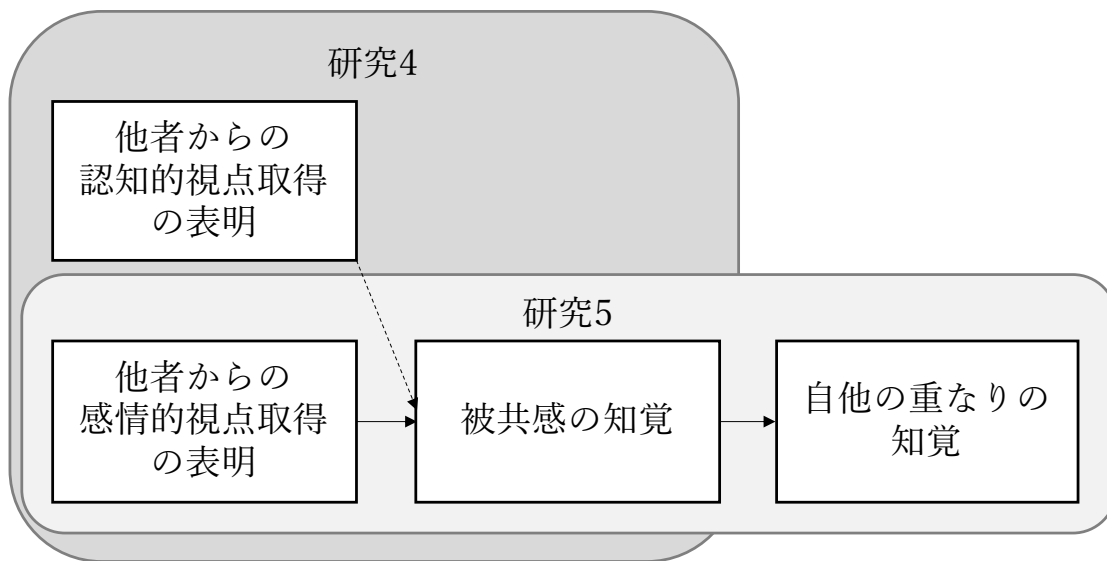 研究4
他者からの
認知的視点取得
の表明
研究5
他者からの
感情的視点取得
の表明
被共感の知覚
自他の重なりの
知覚